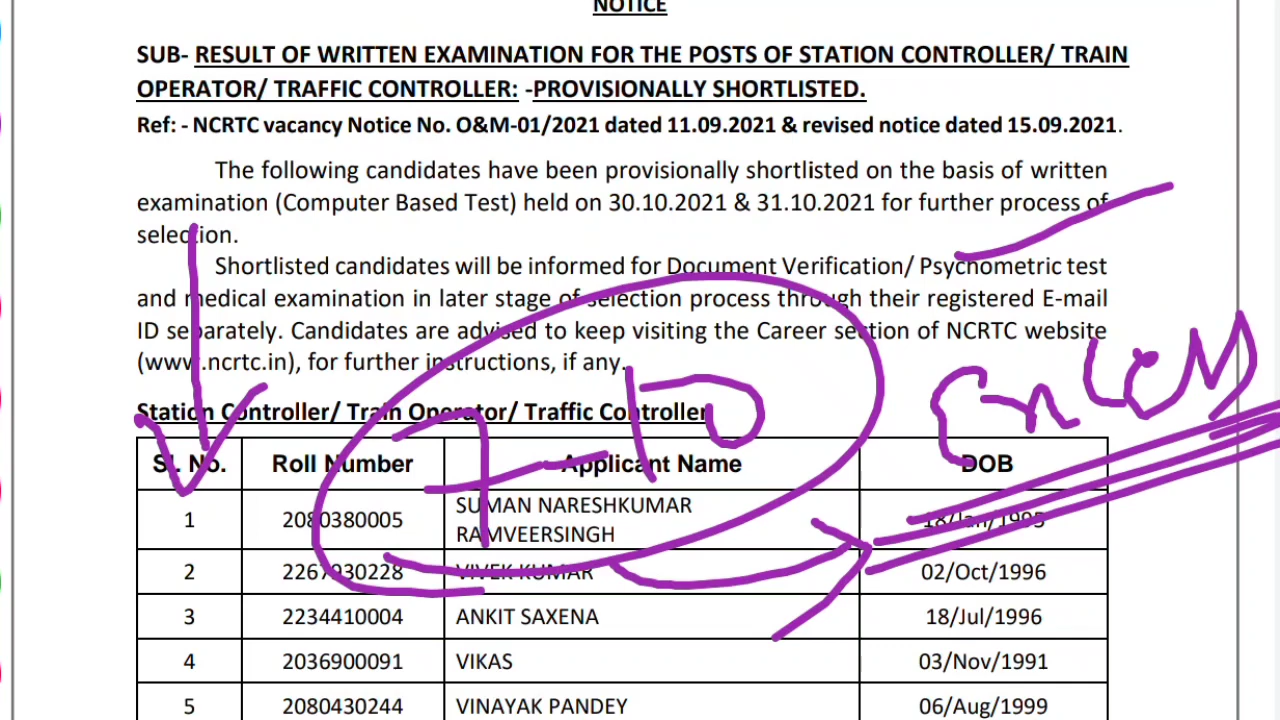 NOTICE
SUB- RESULT OF WRITTEN EXAMINATION FOR THE POSTS OF STATION CONTROLLER/ TRAIN
OPERATOR/ TRAFFIC CONTROLLER: -PROVISIONALLY SHORTLISTED.
Ref: - NCRTC vacancy Notice No. O&M-01/2021 dated 11.09.2021 & revised notice dated 15.09.2021.
The following candidates have been provisionally shortlisted on the basis of written
examination (Computer Based Test) held on 30.10.2021 & 31.10.2021 for further process of
selection.
Shortlisted candidates will be informed for Document Verification/ Psychometric test
and medical examination in later stage of selection process through their registered E-mail
ID separately. Candidates are advised to keep visiting the Career section of NCRTC website
(www.ncrtc.in), for further instructions, if any.
Station Controller/ Train Operator/ Traffic Controller
Sl. No. Roll Number Applicant Name DOB
1 2080380005 SUMAN NARESHKUMAR RAMVEERSINGH 18/Jan/1995
2 2267930228 VIVEK KUMAR 02/Oct/1996
3 2234410004 ANKIT SAXENA 18/Jul/1996
4 2036900091 VIKAS 03/Nov/1991
5 2080430244 VINAYAK PANDEY 06/Aug/1999